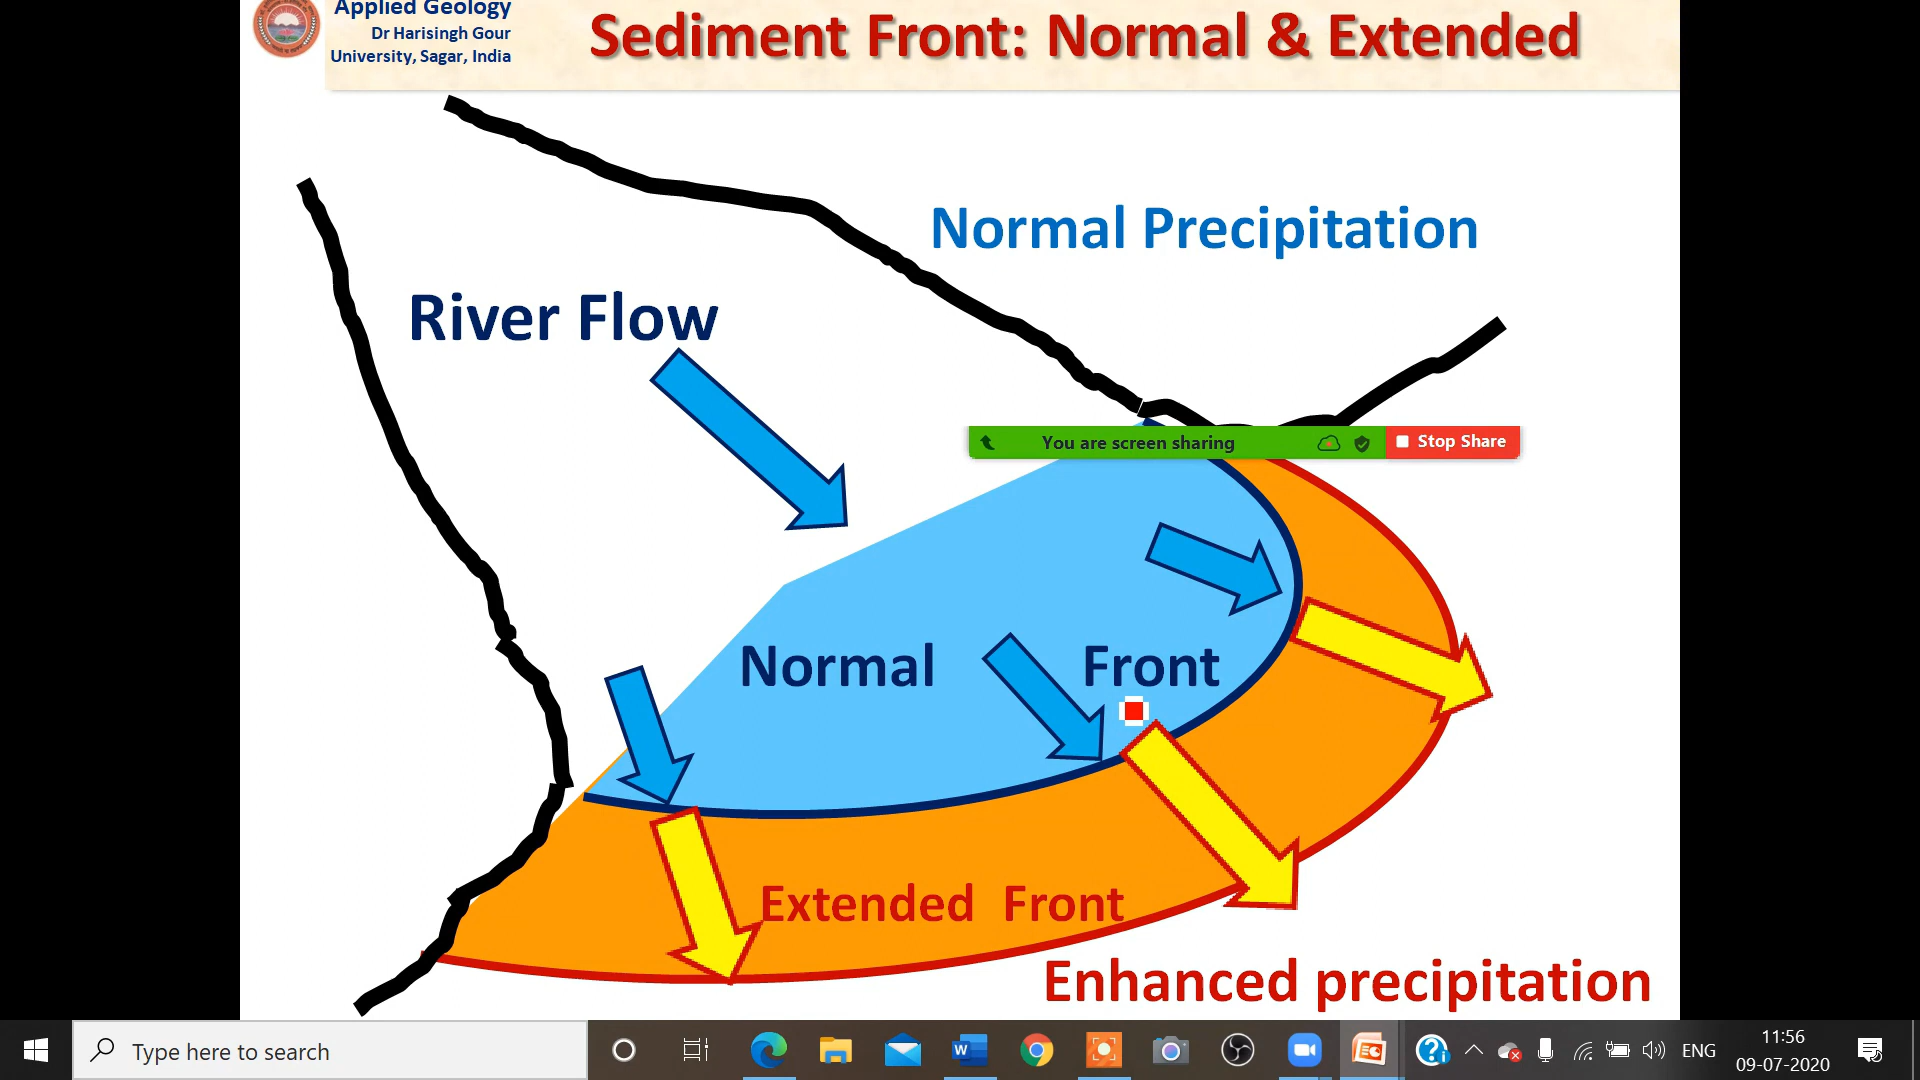 Applied Geology
Dr Harisingh Gour
University, Sagar, India
Sediment Front: Normal & Extended
Normal Precipitation
River Flow
You are screen sharing
Stop Share
Normal Front
Extended Front
Enhanced precipitation
Type here to search
ENG
11:56
09-07-2020